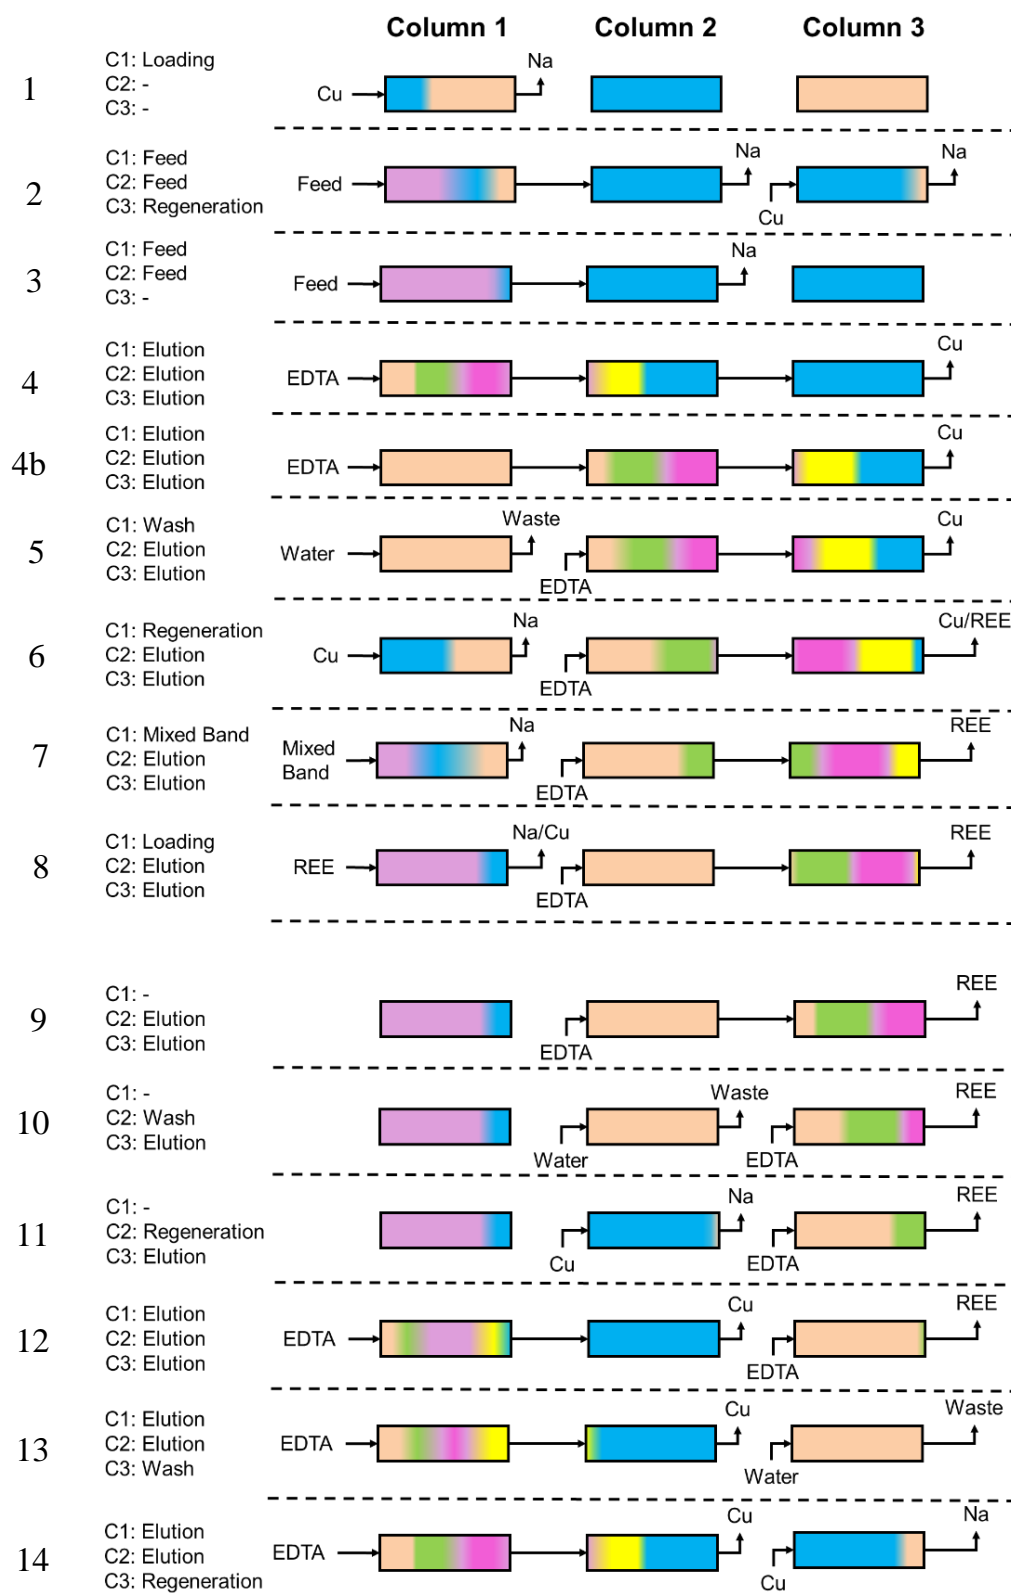 Column 1 Column 2 Column 3
1
C1: Loading
C2: -
C3: -
Cu
Na
2
C1: Feed
C2: Feed
C3: Regeneration
Feed
Na
Cu
Na
3
C1: Feed
C2: Feed
C3: -
Feed
Na
4
C1: Elution
C2: Elution
C3: Elution
EDTA
Cu
4b
C1: Elution
C2: Elution
C3: Elution
EDTA
Cu
5
C1: Wash
C2: Elution
C3: Elution
Water
Waste
EDTA
Cu
6
C1: Regeneration
C2: Elution
C3: Elution
Cu
Na
EDTA
Cu/REE
7
C1: Mixed Band
C2: Elution
C3: Elution
Mixed
Band
Na
EDTA
REE
8
C1: Loading
C2: Elution
C3: Elution
REE
Na/Cu
EDTA
REE
9
C1: -
C2: Elution
C3: Elution
EDTA
REE
10
C1: -
C2: Wash
C3: Elution
Water
Waste
EDTA
REE
11
C1: -
C2: Regeneration
C3: Elution
Cu
Na
EDTA
REE
12
C1: Elution
C2: Elution
C3: Elution
EDTA
Cu
EDTA
REE
13
C1: Elution
C2: Elution
C3: Wash
EDTA
Cu
Water
Waste
14
C1: Elution
C2: Elution
C3: Regeneration
EDTA
Cu
Cu
Na